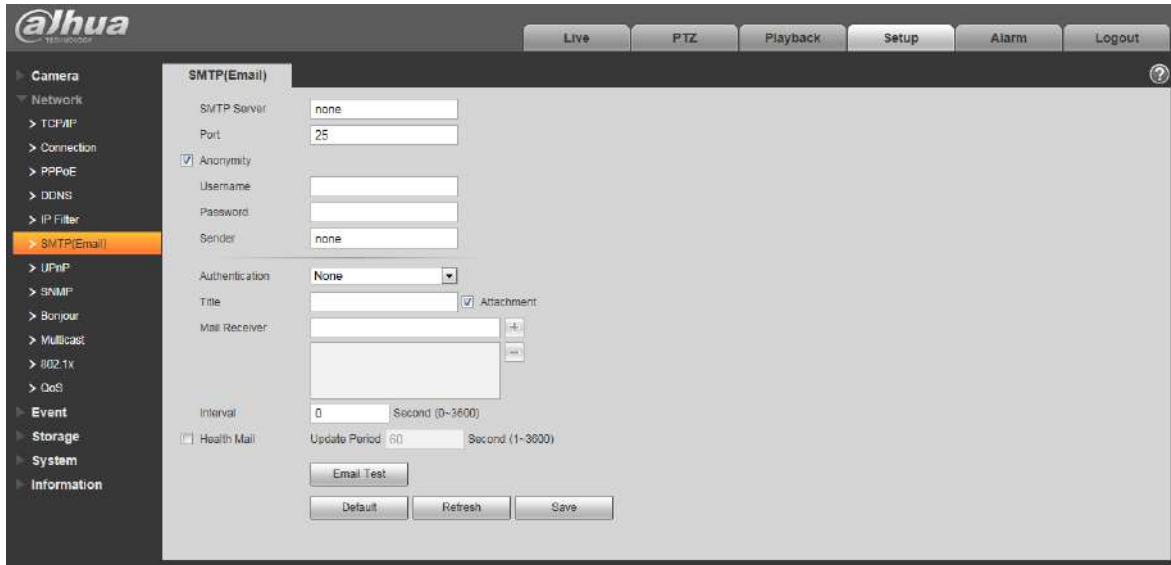 alhua
TECHNOLOGY
Live PTZ Playback Setup Alarm Logout
Camera
Network
> TCP/IP
> Connection
> PPPoE
> DDNS
> IP Filter
> SMTP(Email)
> UPnP
> SNMP
> Bonjour
> Multicast
> 802.1x
> QoS
Event
Storage
System
Information
SMTP(Email)
?
SMTP Server none
Port 25
Anonymity
Username
Password
Sender none
Authentication None
Title Attachment
Mail Receiver +
-
Interval 0 Second (0~3600)
Health Mail Update Period 60 Second (1~3600)
Email Test
Default Refresh Save